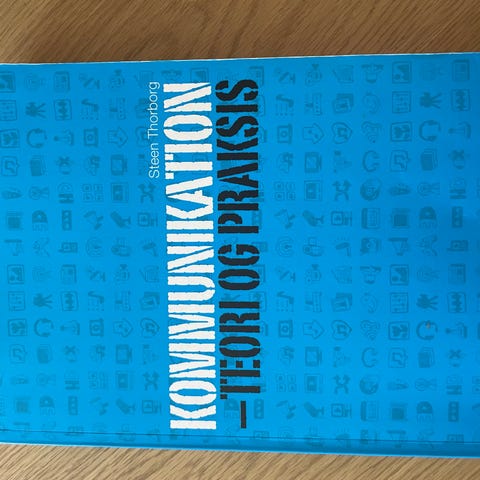 Steen Thorborg
KOMMUNIKATION
—TEORI OG PRAKSIS